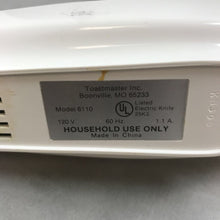 Toastmaster Inc.
Boonville, MO 65233
Model 6110
UL
Listed
Electric Knife
25K2
120 V 60 Hz 1.1 A
HOUSEHOLD USE ONLY
Made In China